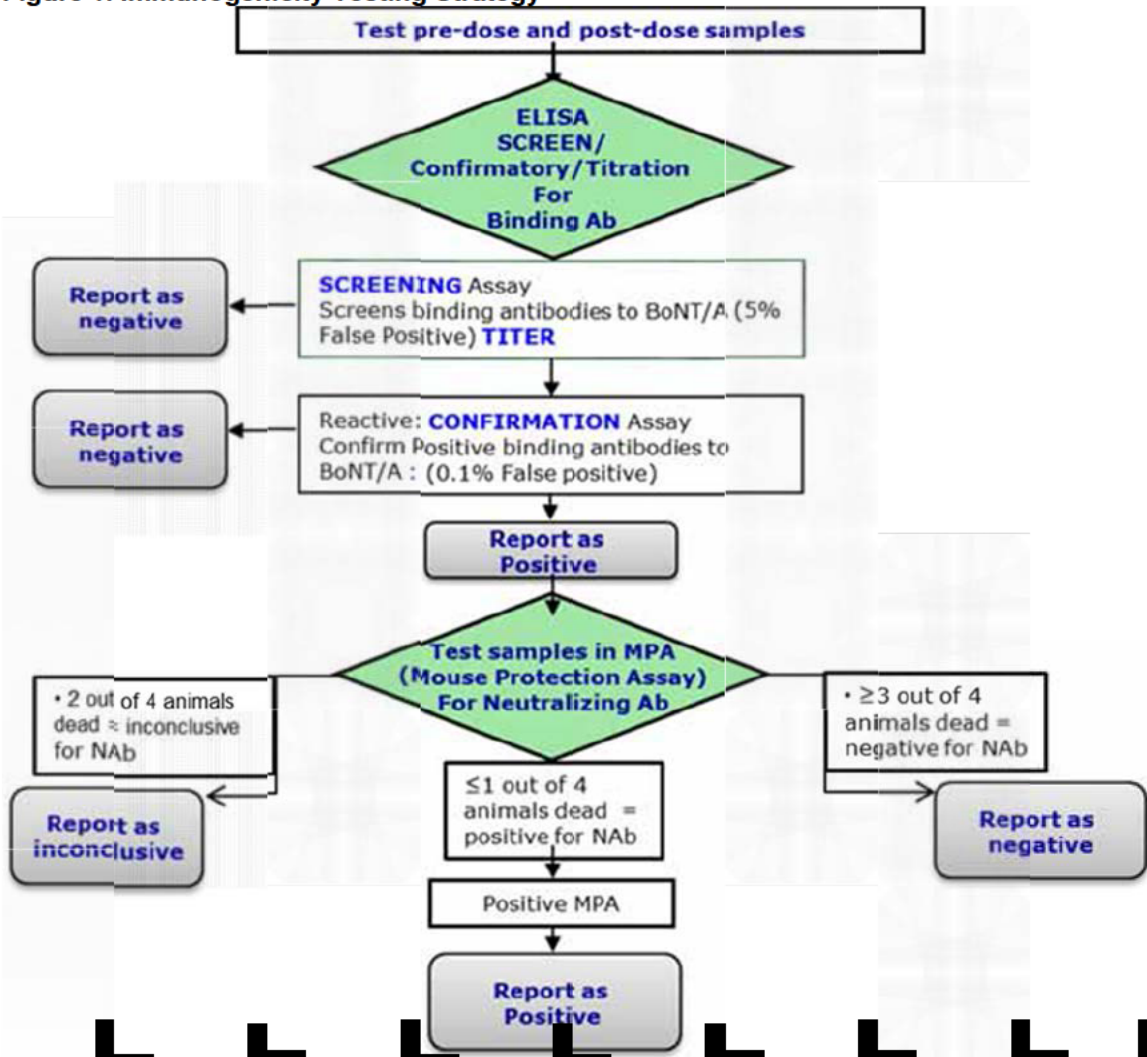 Test pre-dose and post-dose samples
ELISA
SCREEN/
Confirmatory/Titration
For
Binding Ab
Report as
negative
SCREENING Assay
Screens binding antibodies to BoNT/A (5%
False Positive) TITER
Report as
negative
Reactive: CONFIRMATION Assay
Confirm Positive binding antibodies to
BoNT/A : (0.1% False positive)
Report as
Positive
Test samples in MPA
(Mouse Protection Assay)
For Neutralizing Ab
• 2 out of 4 animals
dead = inconclusive
for NAb
Report as
inconclusive
≤1 out of 4
animals dead =
positive for NAb
• ≥3 out of 4
animals dead =
negative for NAb
Report as
negative
Positive MPA
Report as
Positive